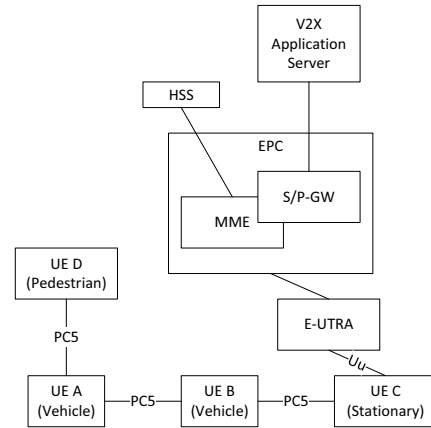 V2X
Application
Server
HSS
EPC
S/P-GW
MME
UE D
(Pedestrian)
E-UTRA
PC5
Uu
UE A
(Vehicle)
PC5
UE B
(Vehicle)
PC5
UE C
(Stationary)